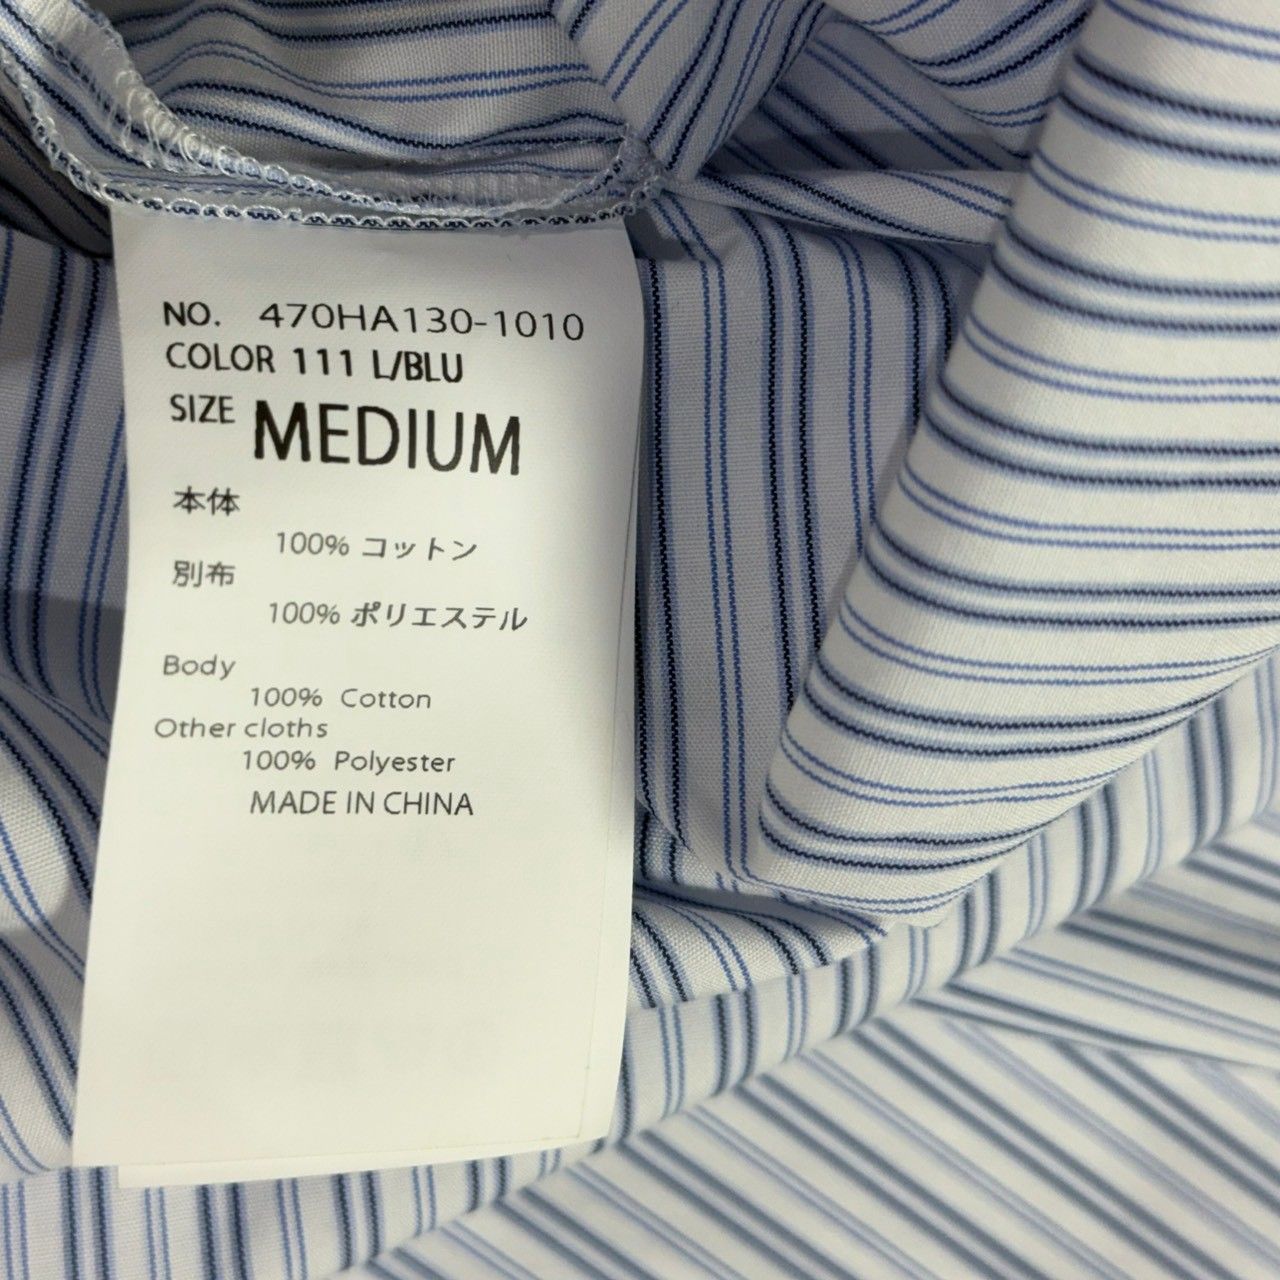 NO. 470HA130-1010
COLOR 111 L/BLU
SIZE MEDIUM
本体
100% コットン
別布
100% ポリエステル
Body
100% Cotton
Other cloths
100% Polyester
MADE IN CHINA